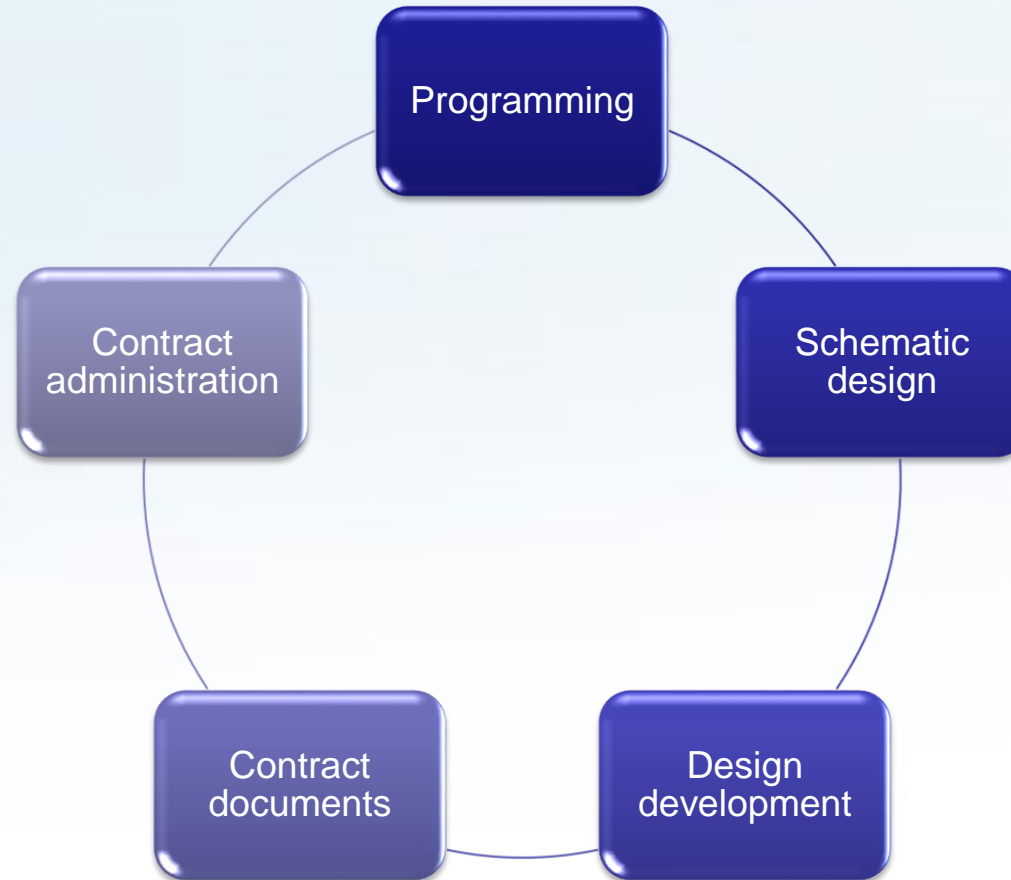 Programming
Schematic
design
Design
development
Contract
documents
Contract
administration